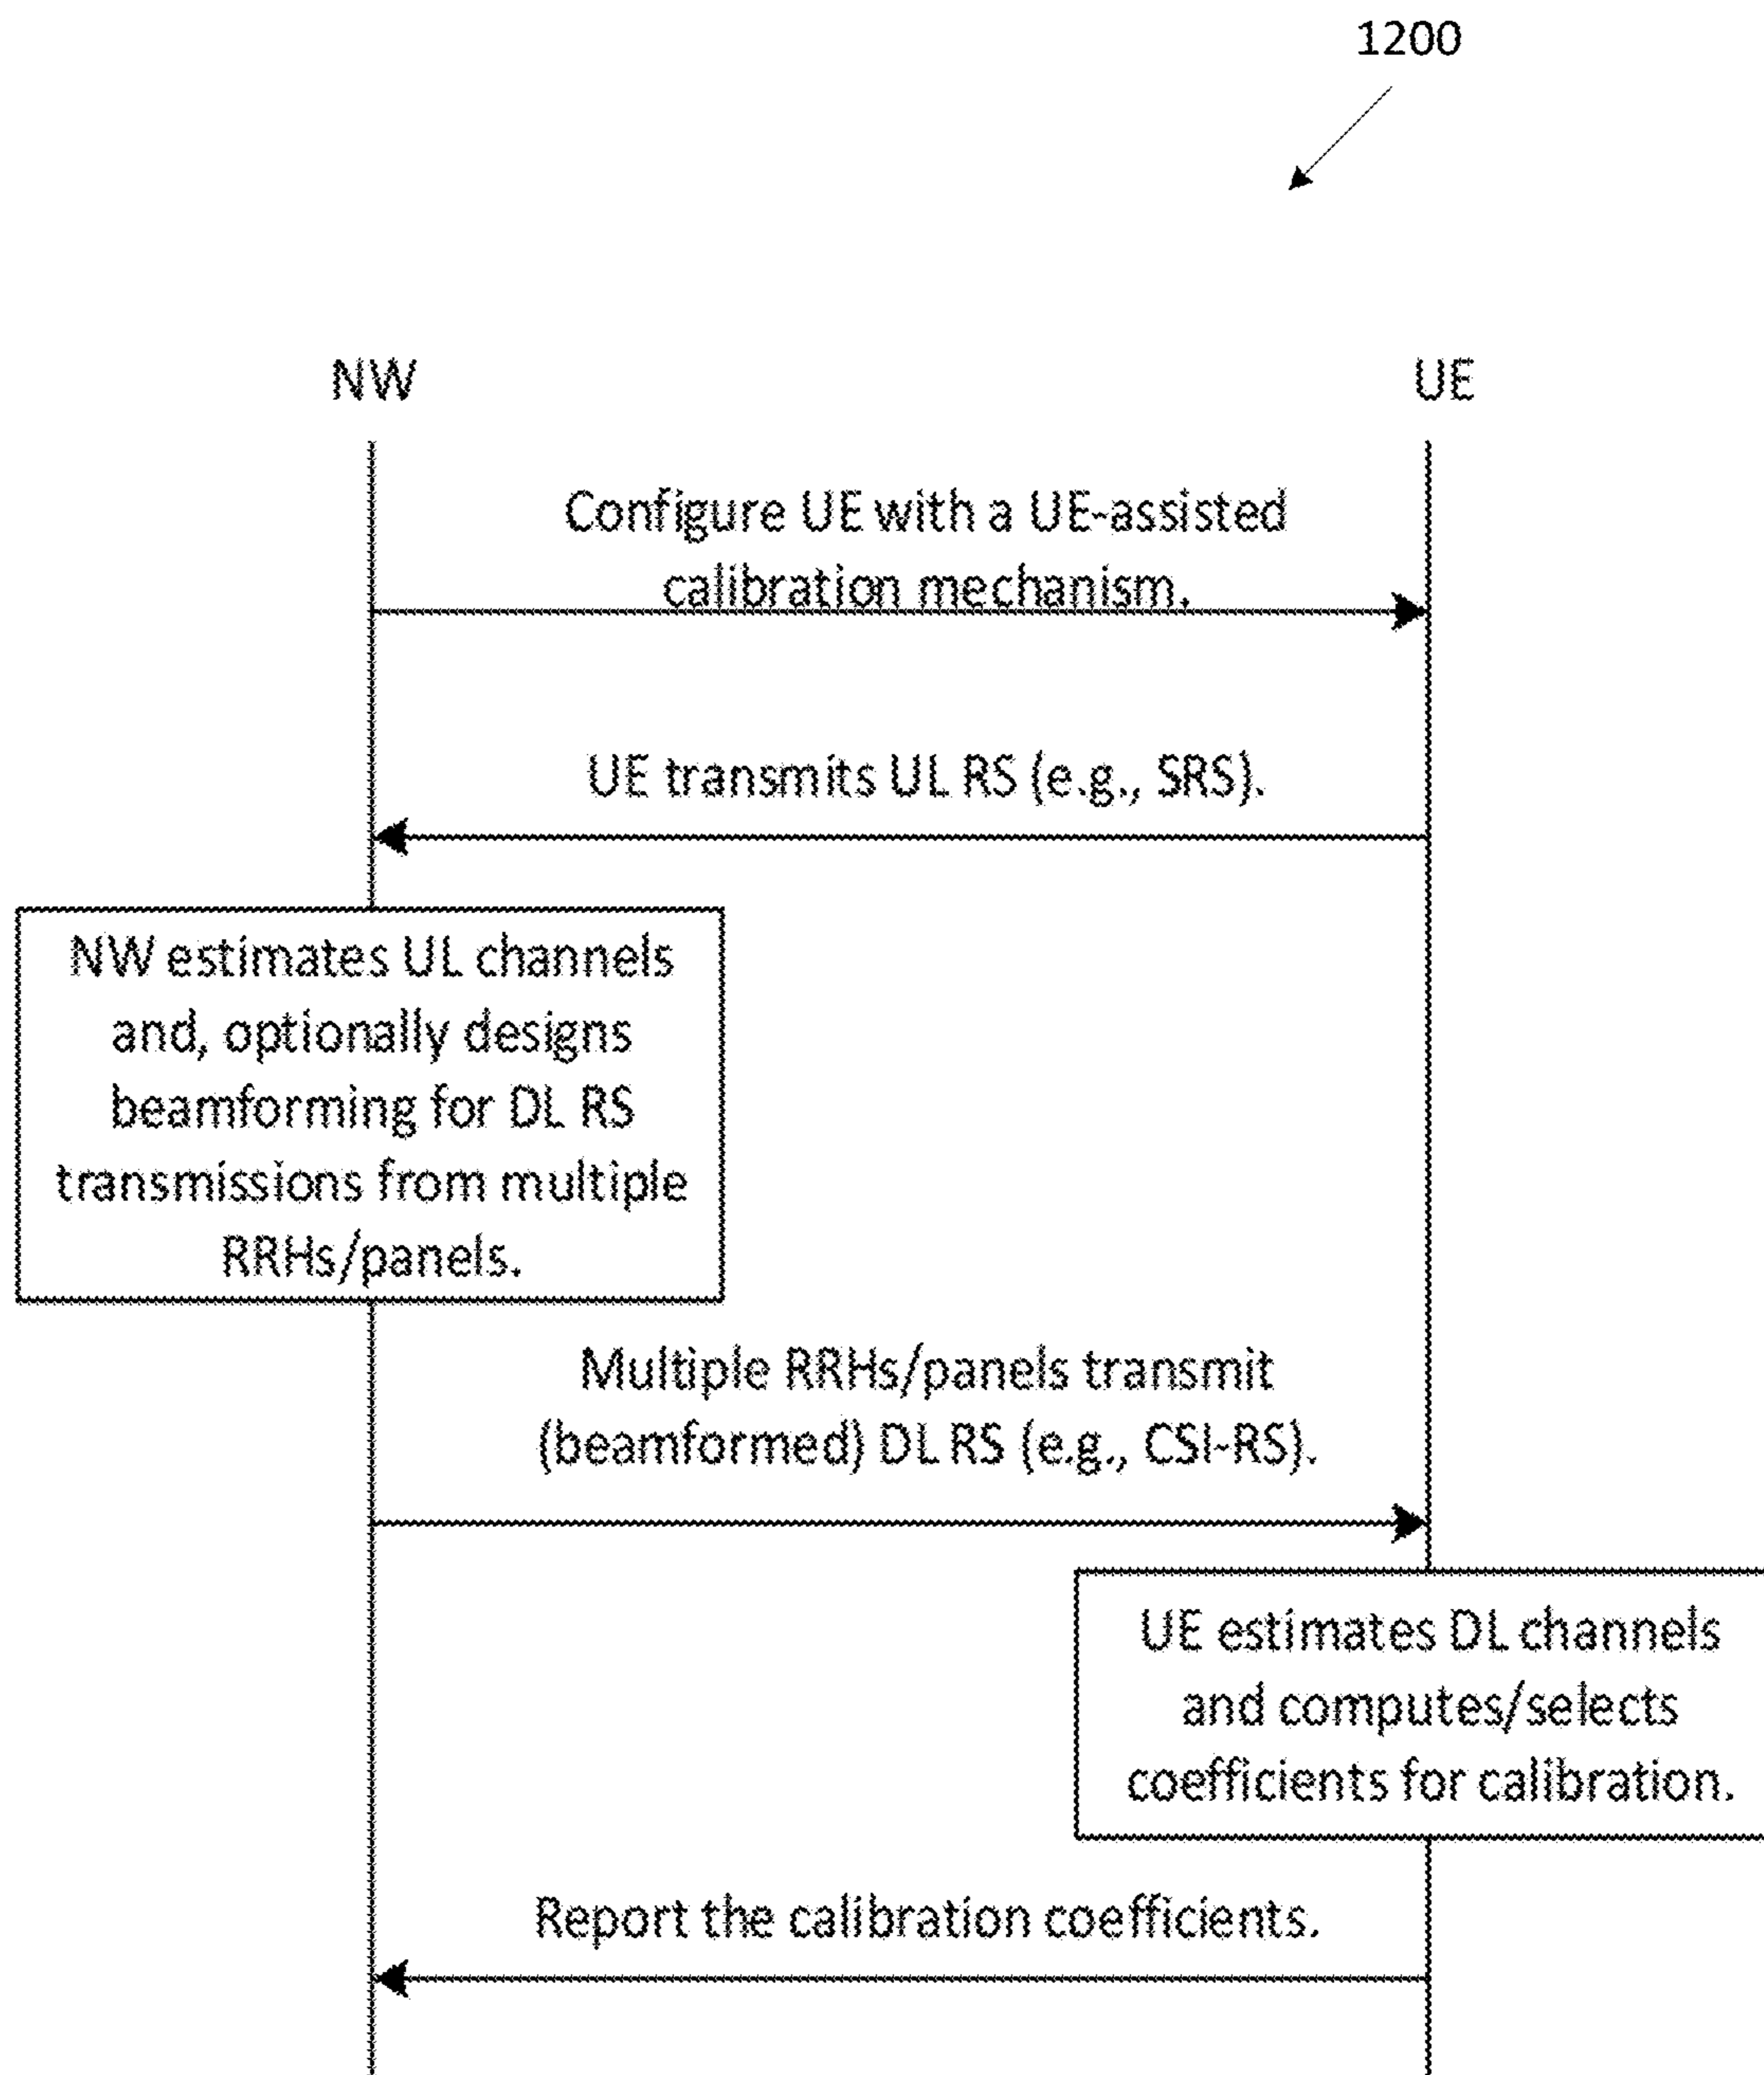 1200
NW
UE
Configure UE with a UE-assisted
calibration mechanism.
UE transmits UL RS (e.g., SRS).
NW estimates UL channels
and, optionally designs
beamforming for DL RS
transmissions from multiple
RRHs/panels.
Multiple RRHs/panels transmit
(beamformed) DL RS (e.g., CSI-RS).
UE estimates DL channels
and computes/selects
coefficients for calibration.
Report the calibration coefficients.